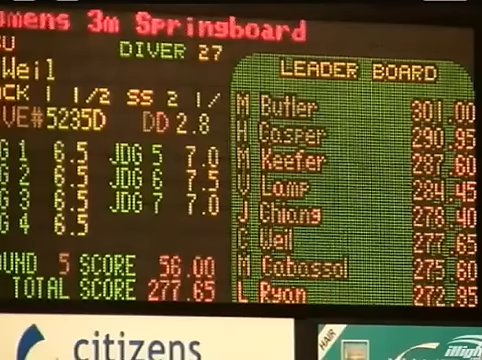 omens 3m Springboard
SU
DIVER 27
Weil
CK 1 1/2 SS 2 1/
VE# 5235D DD 2.8
G 1 6.5 JDG 5 7.0
G 2 6.5 JDG 6 7.5
G 3 6.5 JDG 7 7.0
G 4 6.5
OUND 5 SCORE 56.00
TOTAL SCORE 277.65
LEADER BOARD
M Butler 301.00
H Casper 290.95
M Keefer 287.60
V Lamp 284.45
J Chiang 278.40
C Weil 277.65
M Cabassol 275.60
L Ryan 272.85
citizens
HAIR